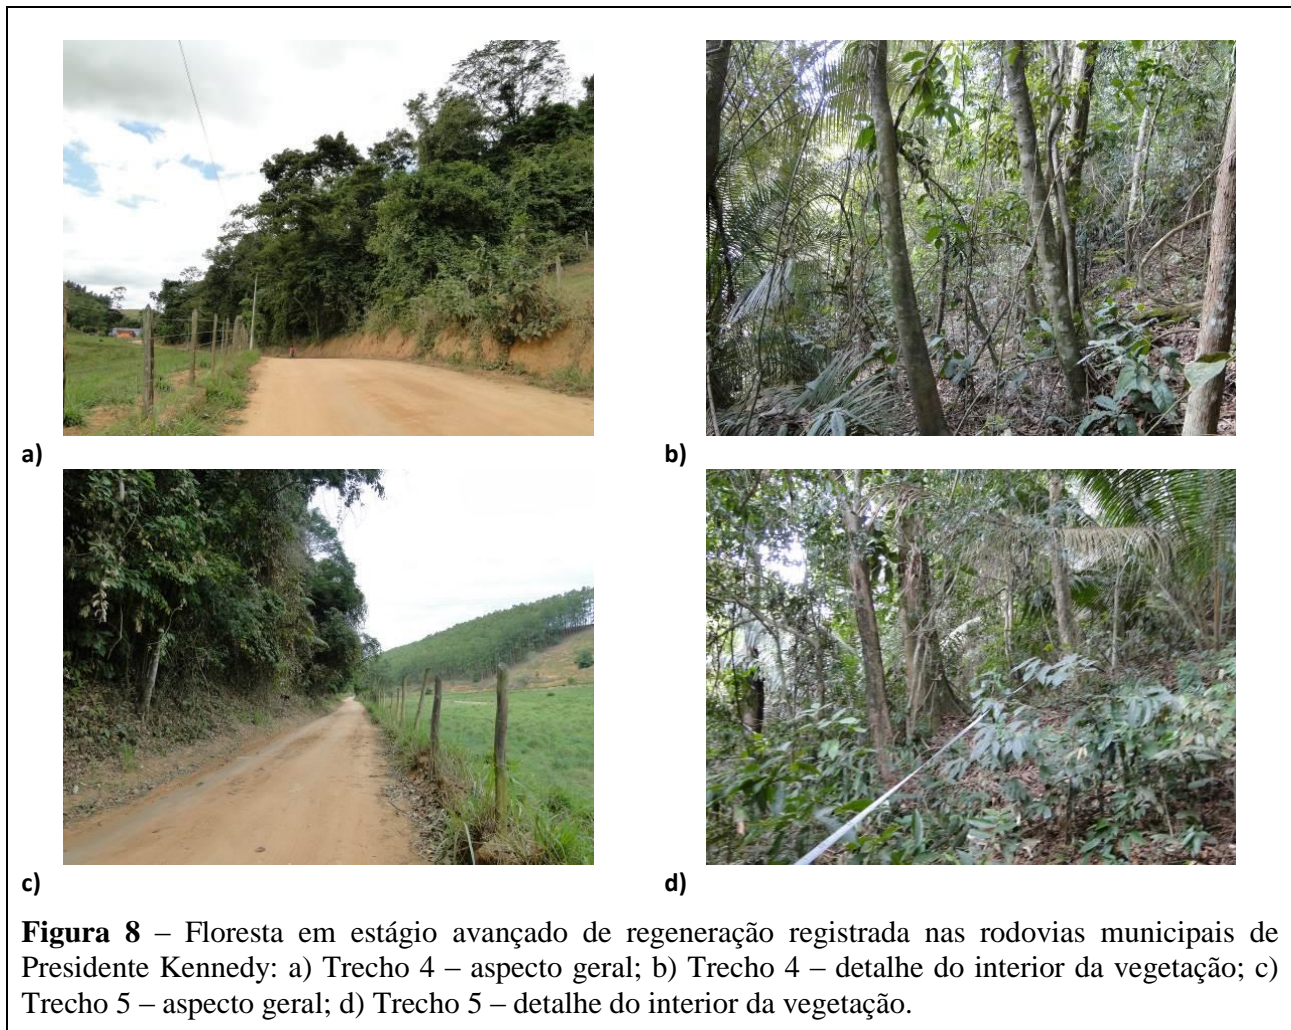 a)
b)
c)
d)
Figura 8 – Floresta em estágio avançado de regeneração registrada nas rodovias municipais de
Presidente Kennedy: a) Trecho 4 – aspecto geral; b) Trecho 4 – detalhe do interior da vegetação; c)
Trecho 5 – aspecto geral; d) Trecho 5 – detalhe do interior da vegetação.